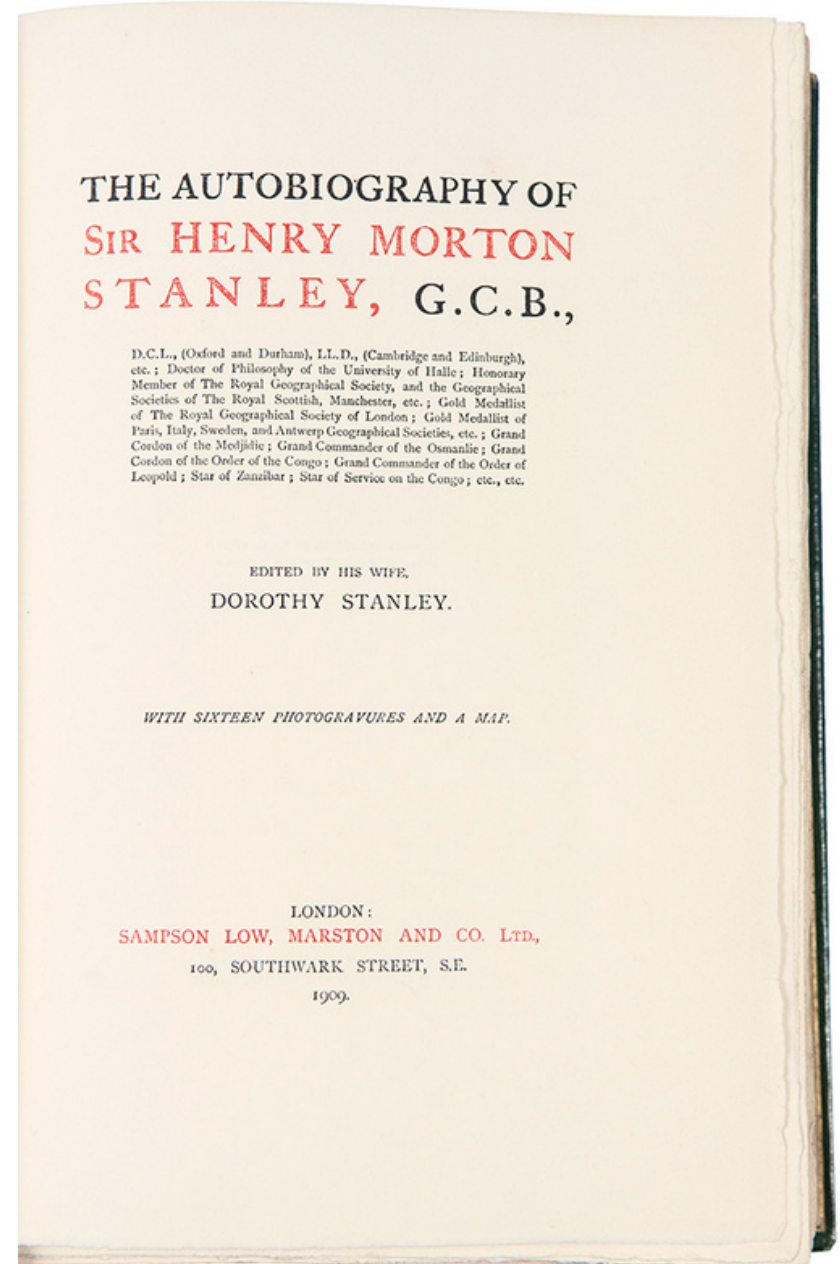 THE AUTOBIOGRAPHY OF
SIR HENRY MORTON
STANLEY, G.C.B.,
D.C.L., (Oxford and Durham), LL.D., (Cambridge and Edinburgh),
etc. ; Doctor of Philosophy of the University of Halle ; Honorary
Member of The Royal Geographical Society, and the Geographical
Societies of The Royal Scottish, Manchester, etc. ; Gold Medallist
of The Royal Geographical Society of London ; Gold Medallist of
Paris, Italy, Sweden, and Antwerp Geographical Societies, etc. ; Grand
Cordon of the Medjidie ; Grand Commander of the Osmanlie ; Grand
Cordon of the Order of the Congo ; Grand Commander of the Order of
Leopold ; Star of Zanzibar ; Star of Service on the Congo ; etc., etc.
EDITED BY HIS WIFE,
DOROTHY STANLEY.
WITH SIXTEEN PHOTOGRAVURES AND A MAP.
LONDON :
SAMPSON LOW, MARSTON AND CO. LTD.,
100, SOUTHWARK STREET, S.E.
1909.